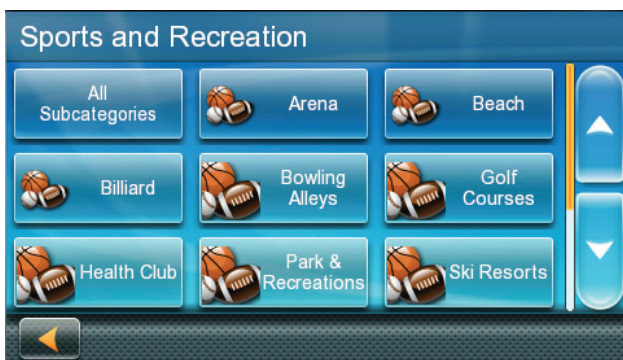 Sports and Recreation
All
Subcategories
Arena
Beach
Billiard
Bowling
Alleys
Golf
Courses
Health Club
Park &
Recreations
Ski Resorts